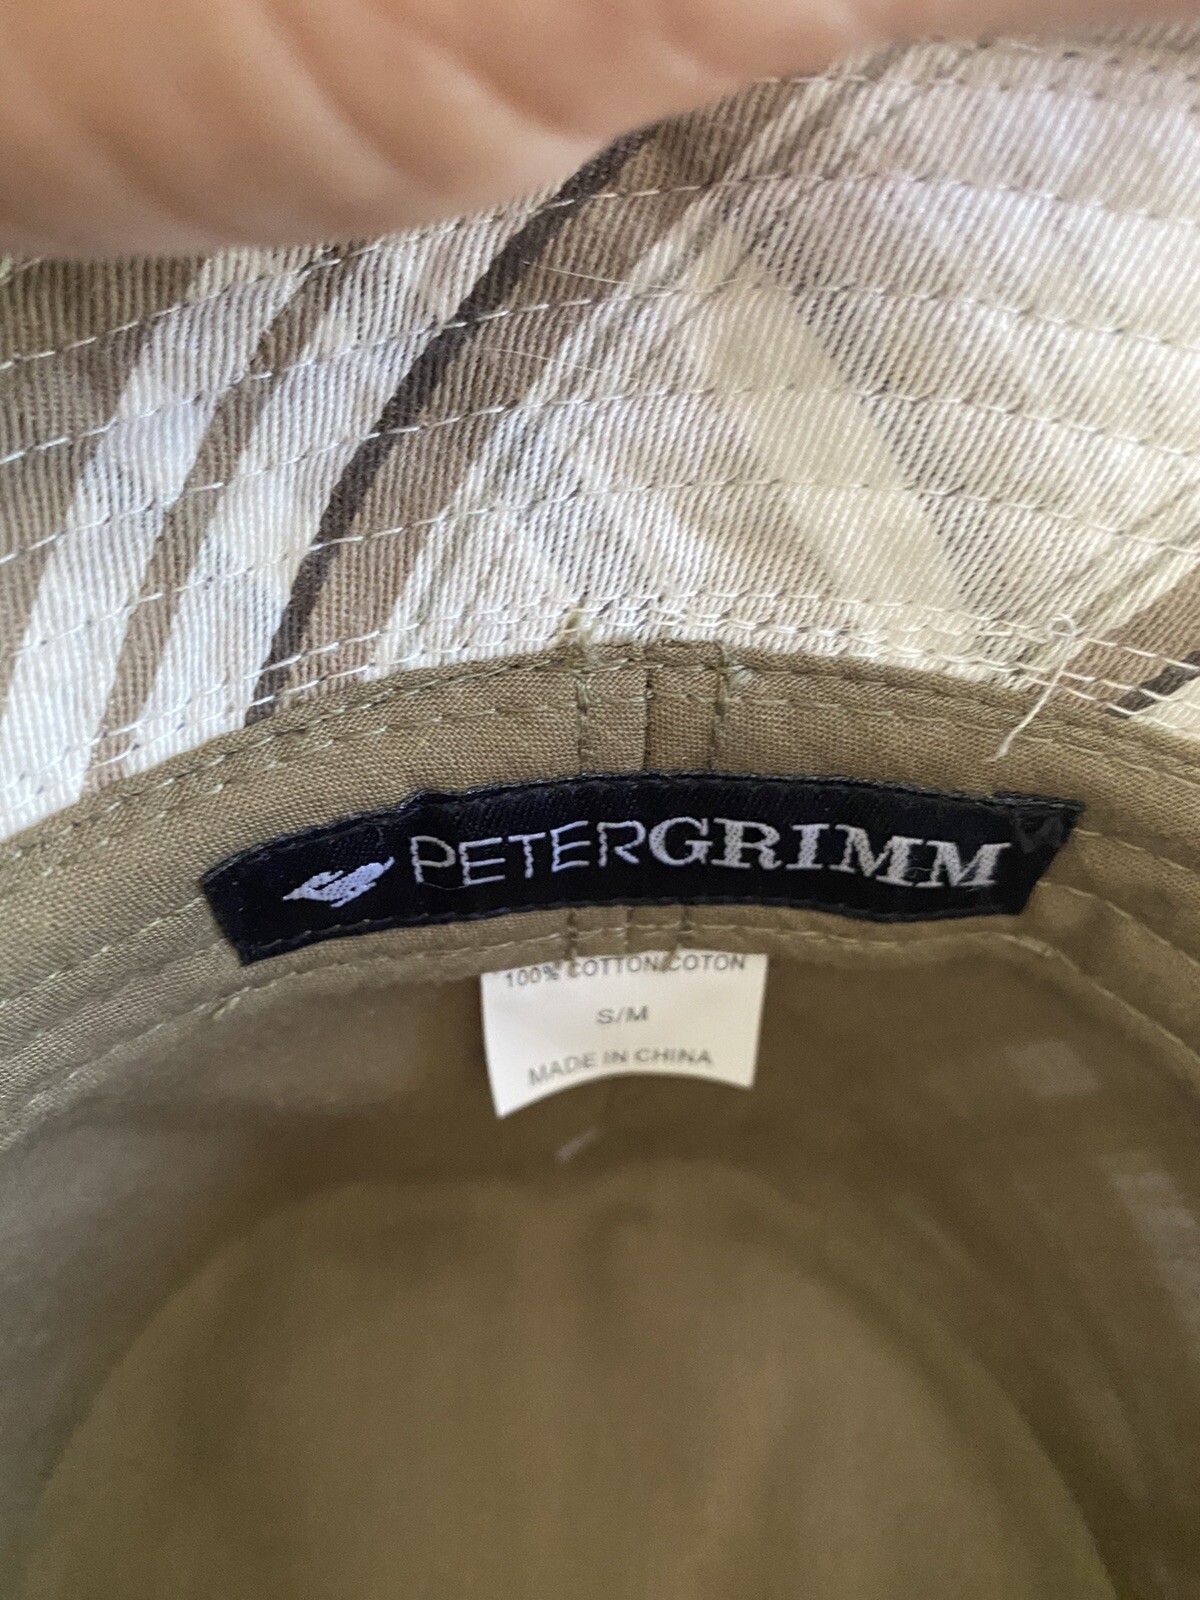 PETERGRIMM
100% COTTON/COTON
S/M
MADE IN CHINA